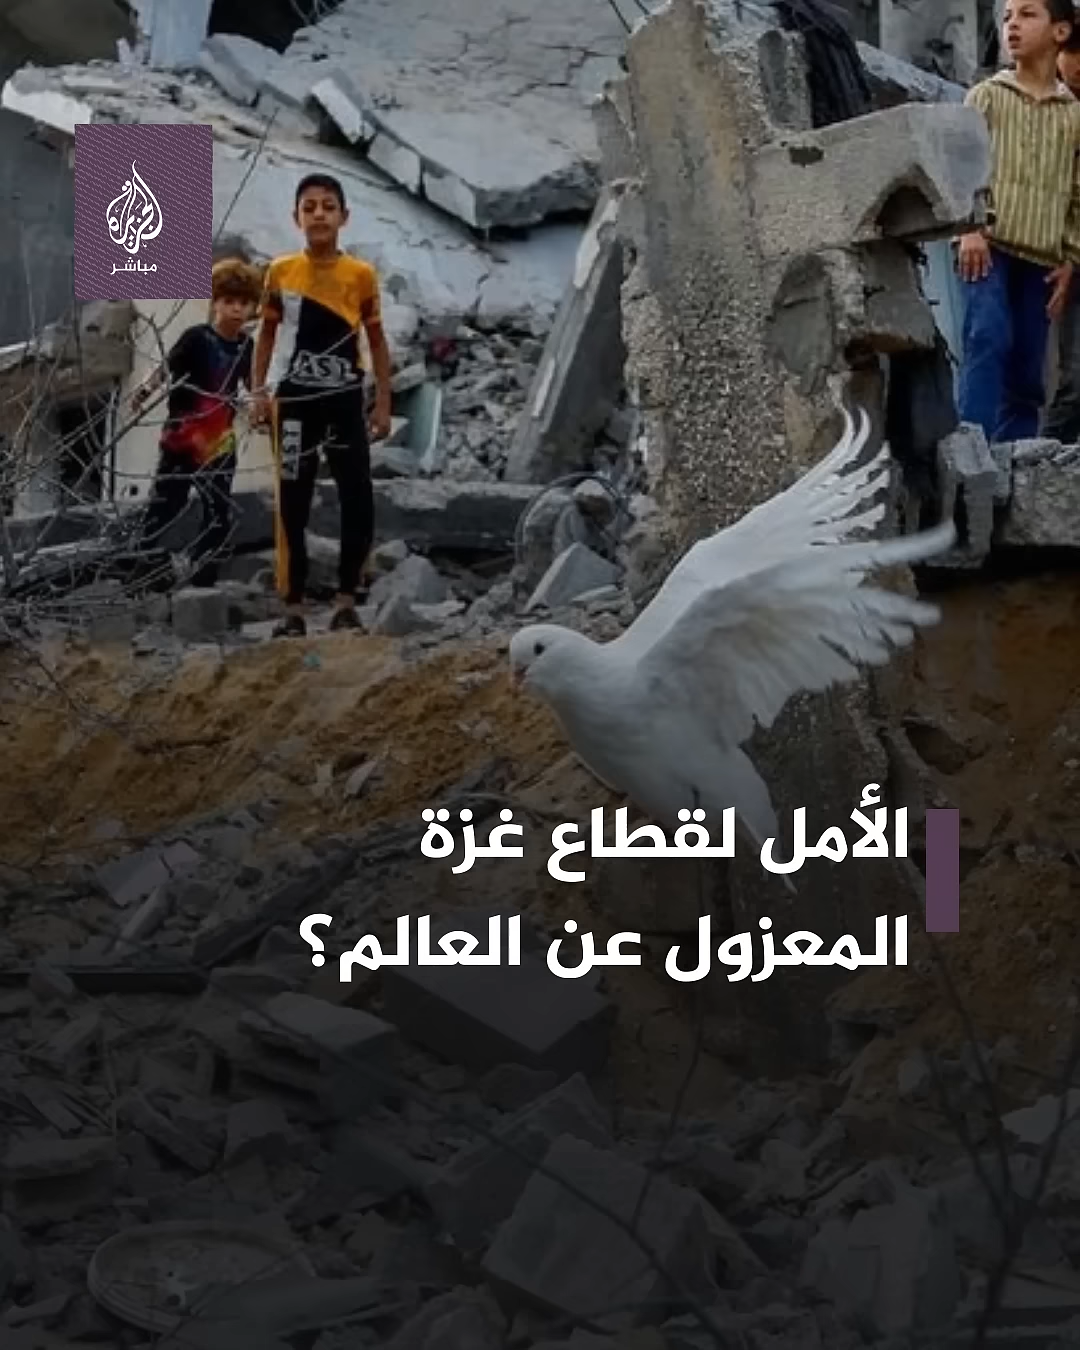 الجزيرة
مباشر
الأمل لقطاع غزة
المعزول عن العالم؟